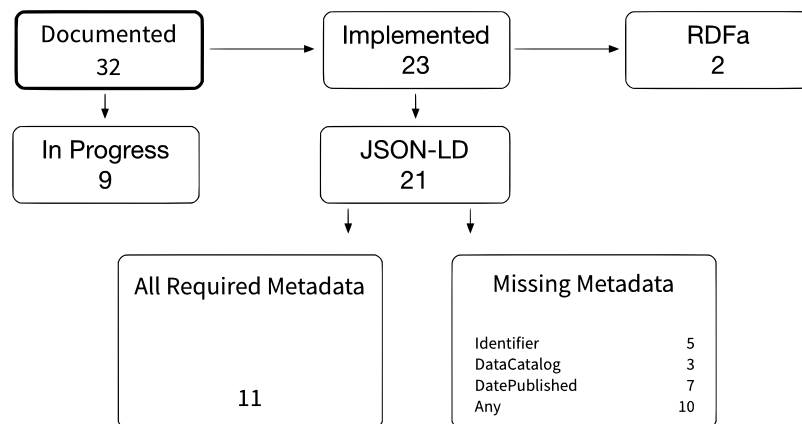 Documented
32
Implemented
23
RDFa
2
In Progress
9
JSON-LD
21
All Required Metadata
11
Missing Metadata
Identifier 5
DataCatalog 3
DatePublished 7
Any 10